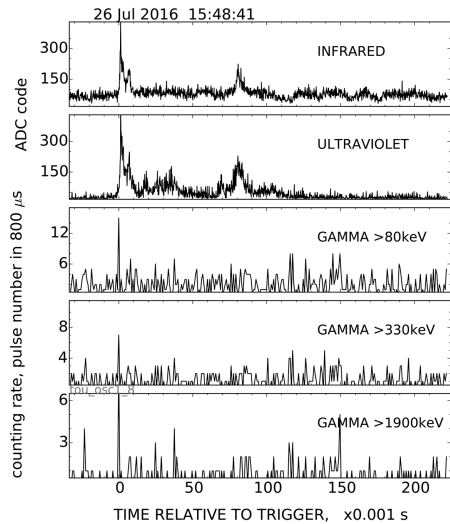 26 Jul 2016 15:48:41
ADC code
300
150
INFRARED
300
150
ULTRAVIOLET
counting rate, pulse number in 800 μs
12
6
GAMMA >80keV
8
4
GAMMA >330keV
tou_osc1_8
6
3
GAMMA >1900keV
0 50 100 150 200
TIME RELATIVE TO TRIGGER, x0.001 s